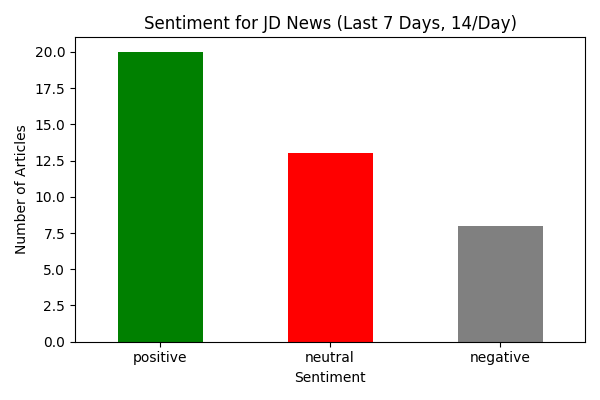 Sentiment for JD News (Last 7 Days, 14/Day)
20.0
17.5
15.0
12.5
10.0
7.5
5.0
2.5
0.0
Number of Articles
positive
neutral
negative
Sentiment